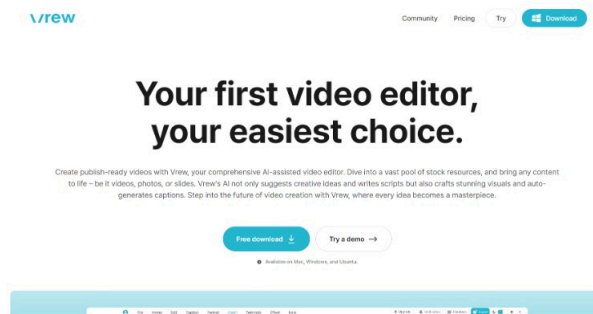 Vrew
Community Pricing Try Download
Your first video editor,
your easiest choice.
Create publish-ready videos with Vrew, your comprehensive AI-assisted video editor. Dive into a vast pool of stock resources, and bring any content
to life – be it videos, photos, or slides. Vrew's AI not only suggests creative ideas and writes scripts but also crafts stunning visuals and auto-
generates captions. Step into the future of video creation with Vrew, where every idea becomes a masterpiece.
Free download Try a demo
Available on Mac, Windows, and Ubuntu
File Home Edit Help